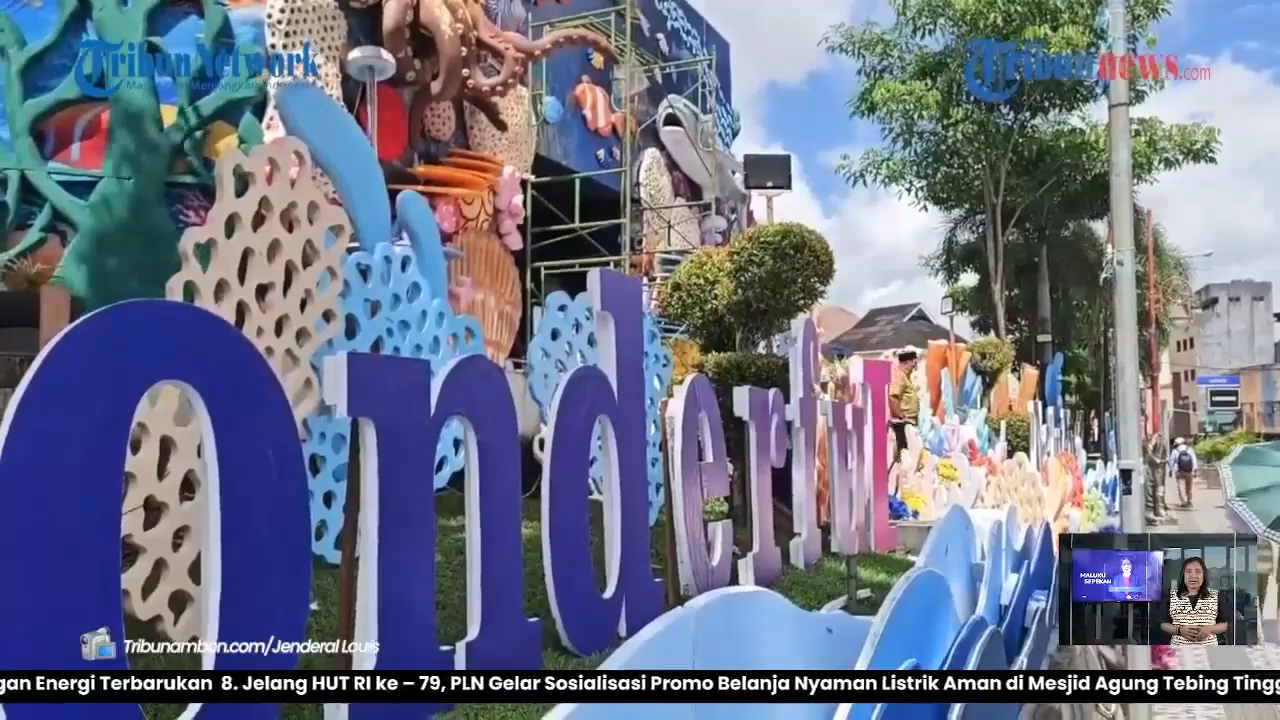 TribunNetwork
Tribunnews.com
onderful
MALUKU
SEPEKAN
Tribunambon.com/Jenderal Louis
gan Energi Terbarukan 8. Jelang HUT RI ke – 79, PLN Gelar Sosialisasi Promo Belanja Nyaman Listrik Aman di Mesjid Agung Tebing Tingg